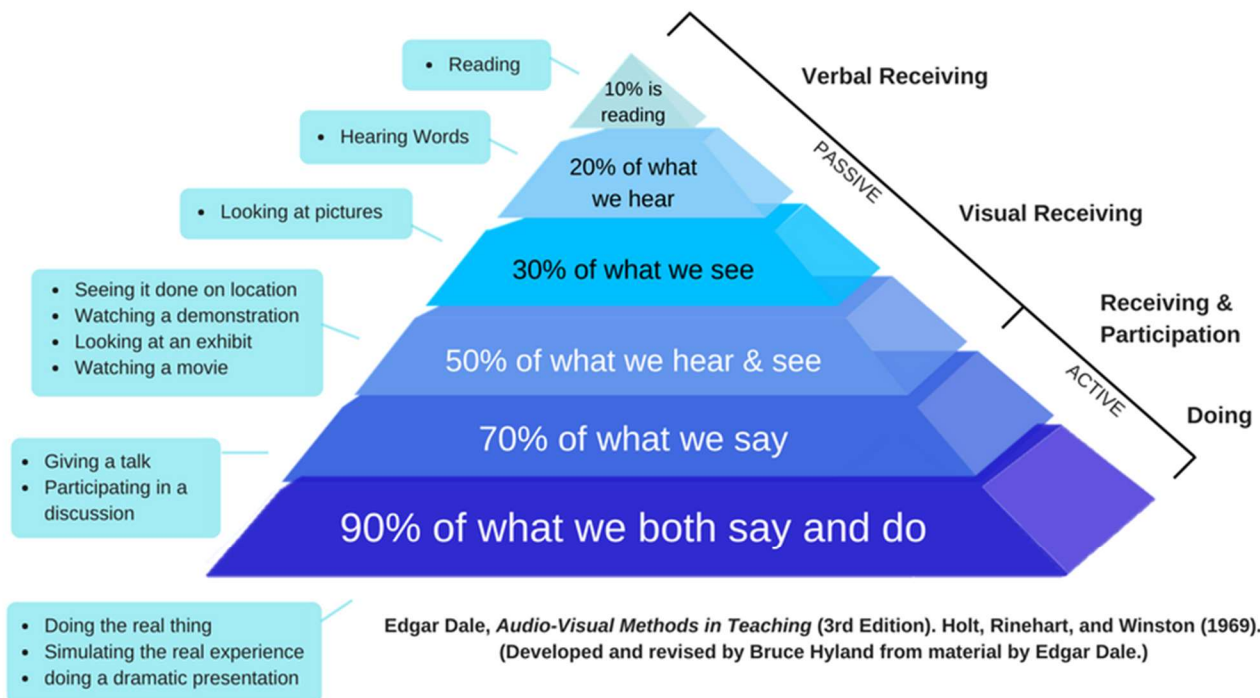 • Reading
10% is
reading
Verbal Receiving
• Hearing Words
20% of what
we hear
PASSIVE
• Looking at pictures
Visual Receiving
30% of what we see
• Seeing it done on location
• Watching a demonstration
• Looking at an exhibit
• Watching a movie
50% of what we hear & see
Receiving &
Participation
ACTIVE
Doing
• Giving a talk
• Participating in a
discussion
70% of what we say
90% of what we both say and do
• Doing the real thing
• Simulating the real experience
• doing a dramatic presentation
Edgar Dale, Audio-Visual Methods in Teaching (3rd Edition). Holt, Rinehart, and Winston (1969).
(Developed and revised by Bruce Hyland from material by Edgar Dale.)